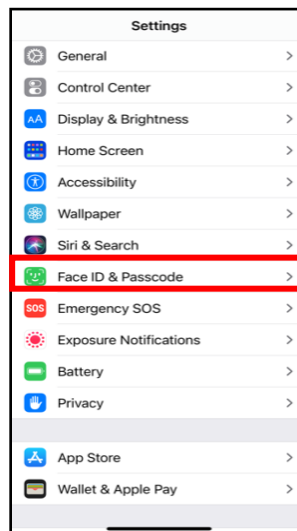 Settings
General
Control Center
AA Display & Brightness
Home Screen
Accessibility
Wallpaper
Siri & Search
Face ID & Passcode
SOS Emergency SOS
Exposure Notifications
Battery
Privacy
App Store
Wallet & Apple Pay